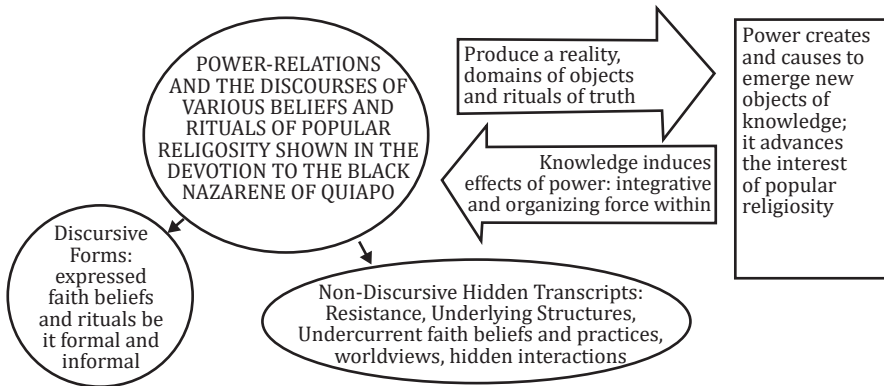 POWER-RELATIONS
AND THE DISCOURSES OF
VARIOUS BELIEFS AND
RITUALS OF POPULAR
RELIGOSITY SHOWN IN THE
DEVOTION TO THE BLACK
NAZARENE OF QUIAPO
Produce a reality,
domains of objects
and rituals of truth
Knowledge induces
effects of power: integrative
and organizing force within
Power creates
and causes to
emerge new
objects of
knowledge;
it advances
the interest
of popular
religiosity
Discursive
Forms:
expressed
faith beliefs
and rituals be
it formal and
informal
Non-Discursive Hidden Transcripts:
Resistance, Underlying Structures,
Undercurrent faith beliefs and practices,
worldviews, hidden interactions